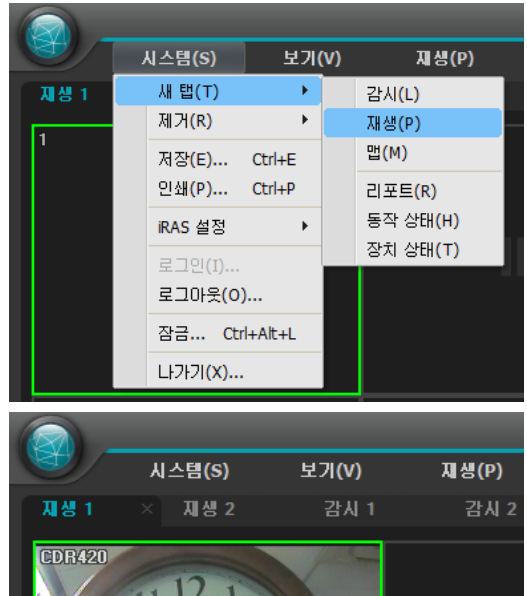 시스템(S) 보기(V) 재생(P)
재생 1
새 탭(T) 감시(L)
제거(R) 재생(P)
1
맵(M)
저장(E)... Ctrl+E
인쇄(P)... Ctrl+P 리포트(R)
iRAS 설정 동작 상태(H)
장치 상태(T)
로그인(I)...
로그아웃(O)...
잠금... Ctrl+Alt+L
나가기(X)...
시스템(S) 보기(V) 재생(P)
재생 1 × 재생 2 감시 1 감시 2
CDR420
12
1